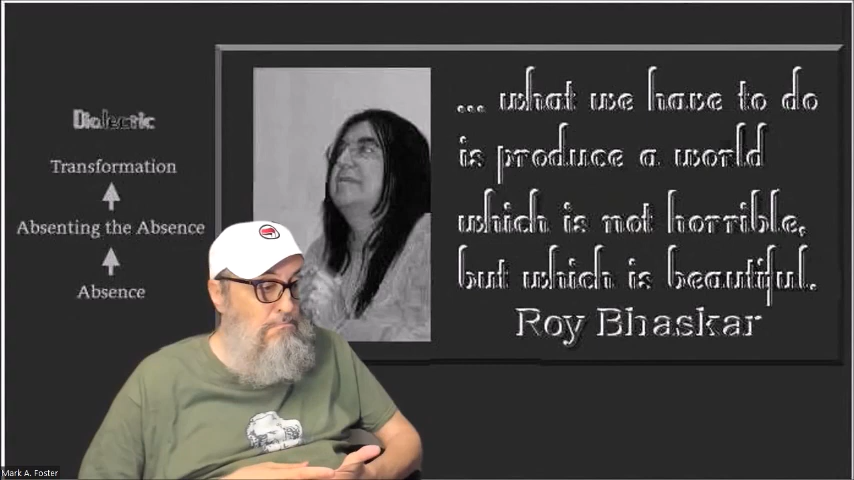 Dialectic
Transformation
Absenting the Absence
Absence
... what we have to do
is produce a world
which is not horrible,
but which is beautiful.
Roy Bhaskar
Mark A. Foster